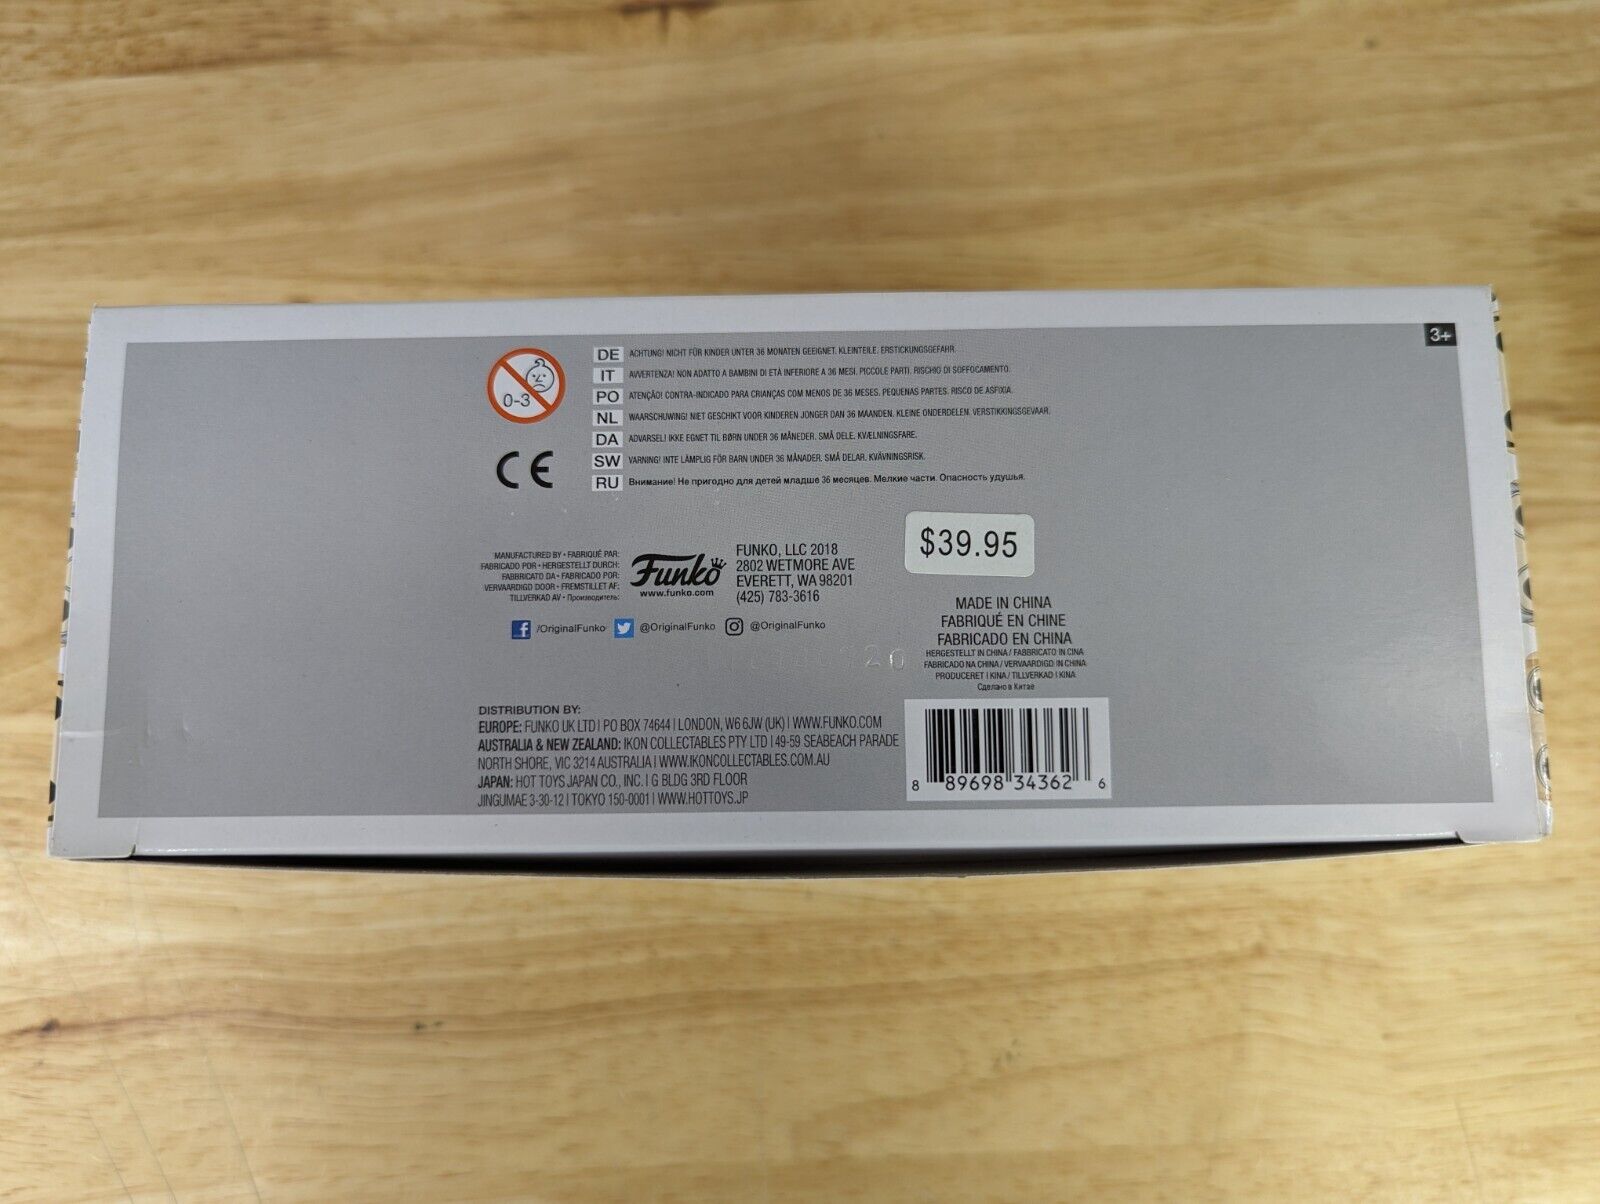 3+
0-3
DE ACHTUNG! NICHT FÜR KINDER UNTER 36 MONATEN GEEIGNET. KLEINTEILE. ERSTICKUNGSGEFAHR.
IT AVVERTENZA! NON ADATTO A BAMBINI DI ETÀ INFERIORE A 36 MESI. PICCOLE PARTI. RISCHIO DI SOFFOCAMENTO.
PO ATENÇÃO! CONTRA-INDICADO PARA CRIANÇAS COM MENOS DE 36 MESES. PEQUENAS PARTES. RISCO DE ASFIXIA.
NL WAARSCHUWING! NIET GESCHIKT VOOR KINDEREN JONGER DAN 36 MAANDEN. KLEINE ONDERDELEN. VERSTIKKINGSGEVAAR.
DA ADVARSEL! IKKE EGNET TIL BØRN UNDER 36 MÅNEDER. SMÅ DELE. KVÆLNINGSFARE.
SW VARNING! INTE LÄMPLIG FÖR BARN UNDER 36 MÅNADER. SMÅ DELAR. KVÄVNINGSRISK.
RU Внимание! Не пригодно для детей младше 36 месяцев. Мелкие части. Опасность удушья.
CE
MANUFACTURED BY • FABRIQUÉ PAR:
FABRICADO POR • HERGESTELLT DURCH:
FABBRICATO DA • FABRICADO POR:
VERVAARDIGD DOOR • FREMSTILLET AF:
TILLVERKAD AV • Производитель:
Funko
www.funko.com
FUNKO, LLC 2018
2802 WETMORE AVE
EVERETT, WA 98201
(425) 783-3616
$39.95
/OriginalFunko @OriginalFunko @OriginalFunko
MADE IN CHINA
FABRIQUÉ EN CHINE
FABRICADO EN CHINA
HERGESTELLT IN CHINA / FABBRICATO IN CINA
FABRICADO NA CHINA / VERVAARDIGD IN CHINA
PRODUCERET I KINA / TILLVERKAD I KINA
Сделано в Китае
DISTRIBUTION BY:
EUROPE: FUNKO UK LTD | PO BOX 74644 | LONDON, W6 6JW (UK) | WWW.FUNKO.COM
AUSTRALIA & NEW ZEALAND: IKON COLLECTABLES PTY LTD | 49-59 SEABEACH PARADE
NORTH SHORE, VIC 3214 AUSTRALIA | WWW.IKONCOLLECTABLES.COM.AU
JAPAN: HOT TOYS JAPAN CO., INC. | G BLDG 3RD FLOOR
JINGUMAE 3-30-12 | TOKYO 150-0001 | WWW.HOTTOYS.JP
8 89698 34362 6